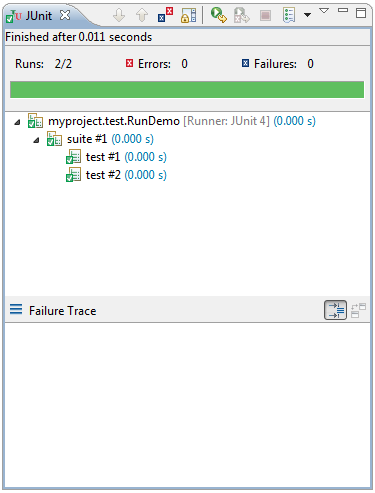 JUnit
Finished after 0.011 seconds
Runs: 2/2 Errors: 0 Failures: 0
myproject.test.RunDemo [Runner: JUnit 4] (0.000 s)
suite #1 (0.000 s)
test #1 (0.000 s)
test #2 (0.000 s)
Failure Trace